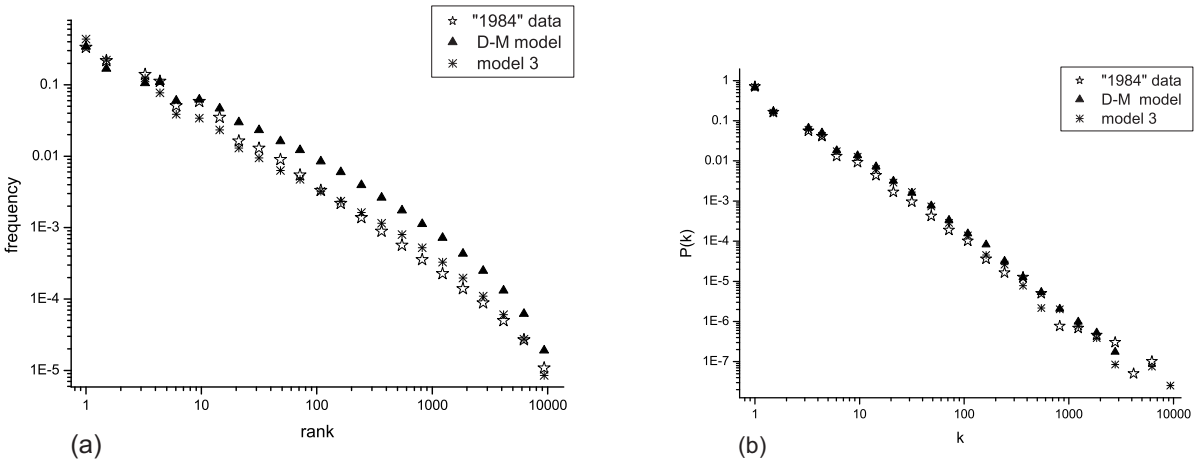 "1984" data
D-M model
model 3
0.1
0.01
1E-3
1E-4
1E-5
frequency
1 10 100 1000 10000
rank
(a)
"1984" data
D-M model
model 3
1
0.1
0.01
1E-3
1E-4
1E-5
1E-6
1E-7
P(k)
1 10 100 1000 10000
k
(b)